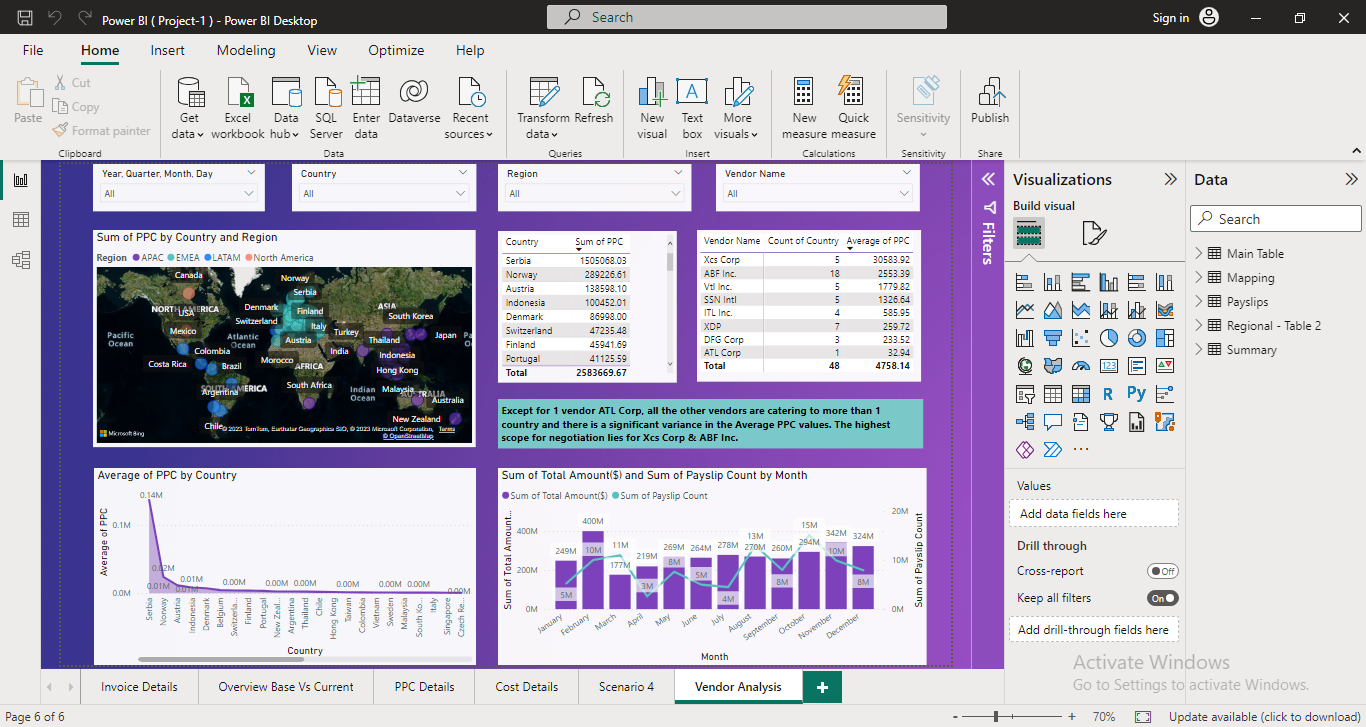 Power BI ( Project-1 ) - Power BI Desktop
Search
Sign in
File
Home
Insert
Modeling
View
Optimize
Help
Paste
Cut
Copy
Format painter
Clipboard
Get data
Excel workbook
Data hub
SQL Server
Enter data
Dataverse
Recent sources
Data
Transform data
Refresh
Queries
New visual
Text box
More visuals
Insert
New measure
Quick measure
Calculations
Sensitivity
Sensitivity
Publish
Share
Year, Quarter, Month, Day
All
Country
All
Region
All
Vendor Name
All
Sum of PPC by Country and Region
Region APAC EMEA LATAM North America
Canada
Norway
Serbia
NORTH AMERICA
USA
Denmark
Finland
ASIA
South Korea
Switzerland
Italy
Pacific Ocean
Mexico
Atlantic Ocean
Austria
Turkey
Thailand
Japan
Colombia
India
Indonesia
Costa Rica
Brazil
Morocco
AFRICA
Hong Kong
SOUTH AMERICA
Argentina
South Africa
Indian Ocean
Malaysia
Australia
New Zealand
Chile
Microsoft Bing
© 2023 TomTom, Earthstar Geographics SIO, © 2023 Microsoft Corporation, Terms
© OpenStreetMap
Country Sum of PPC
Serbia 1505068.03
Norway 289226.61
Austria 138598.10
Indonesia 100452.01
Denmark 86998.00
Switzerland 47235.48
Finland 45941.69
Portugal 41125.59
Total 2583669.67
Vendor Name Count of Country Average of PPC
Xcs Corp 5 30583.92
ABF Inc. 18 2553.39
Vtl Inc. 5 1779.82
SSN Intl 5 1326.64
ITL Inc. 4 585.95
XDP 7 259.72
DFG Corp 3 233.52
ATL Corp 1 32.94
Total 48 4758.14
Except for 1 vendor ATL Corp, all the other vendors are catering to more than 1
country and there is a significant variance in the Average PPC values. The highest
scope for negotiation lies for Xcs Corp & ABF Inc.
Average of PPC by Country
Average of PPC
0.1M
0.0M
0.14M
0.02M
0.01M
0.01M
0.01M
0.00M
0.00M
0.00M
0.00M
0.00M
0.00M
0.00M
Serbia
Norway
Austria
Indonesia
Denmark
Belgium
Switzerla...
Finland
Portugal
New Zeal...
Argentina
Thailand
Chile
Hong Kong
Taiwan
Colombia
Vietnam
Sweden
Malaysia
South Ko...
Italy
Singapore
Czech Re...
Country
Sum of Total Amount($) and Sum of Payslip Count by Month
Sum of Total Amount($) Sum of Payslip Count
Sum of Total Amount...
400M
200M
0M
249M
400M
177M
219M
269M
264M
278M
270M
260M
294M
342M
324M
5M
10M
11M
3M
8M
5M
4M
13M
8M
15M
10M
8M
20M
10M
0M
Sum of Payslip Count
January
February
March
April
May
June
July
August
September
October
November
December
Month
Filters
Visualizations
Build visual
123
R
Py
Values
Add data fields here
Drill through
Cross-report
Off
Keep all filters
On
Add drill-through fields here
Data
Search
Main Table
Mapping
Payslips
Regional - Table 2
Summary
Activate Windows
Go to Settings to activate Windows.
Invoice Details
Overview Base Vs Current
PPC Details
Cost Details
Scenario 4
Vendor Analysis
Page 6 of 6
70%
Update available (click to download)